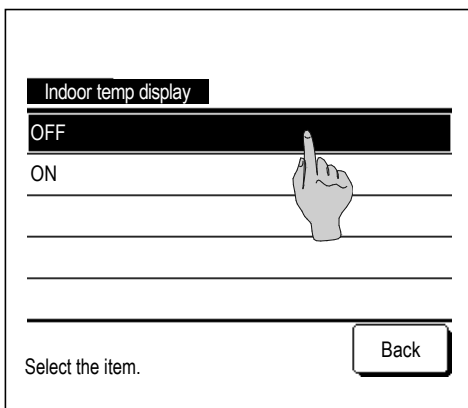 Indoor temp display
OFF
ON
Back
Select the item.